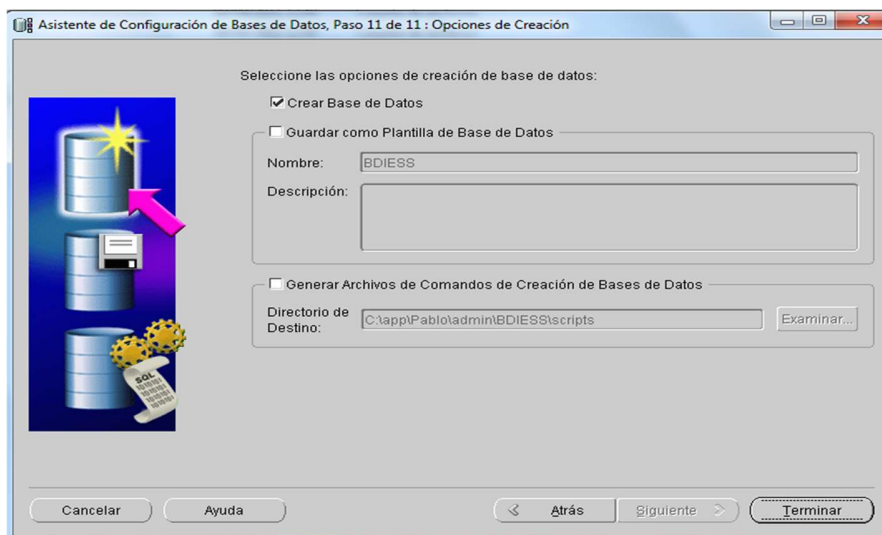 Asistente de Configuración de Bases de Datos, Paso 11 de 11 : Opciones de Creación
Seleccione las opciones de creación de base de datos:
Crear Base de Datos
Guardar como Plantilla de Base de Datos
Nombre: BDIESS
Descripción:
Generar Archivos de Comandos de Creación de Bases de Datos
Directorio de
Destino: C:\app\Pablo\admin\BDIESS\scripts Examinar...
SQL
1010101
Cancelar Ayuda Atrás Siguiente Terminar